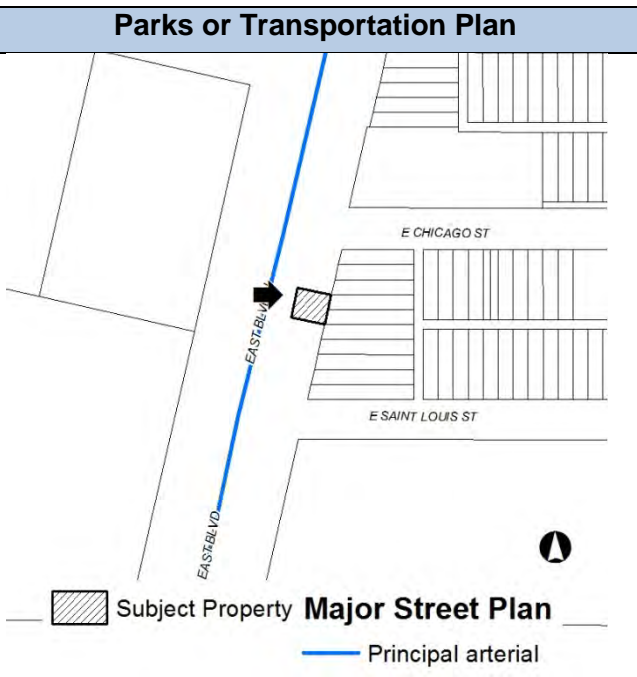 Parks or Transportation Plan
E CHICAGO ST
EAST BLVD
E SAINT LOUIS ST
EAST BLVD
Subject Property
Major Street Plan
Principal arterial